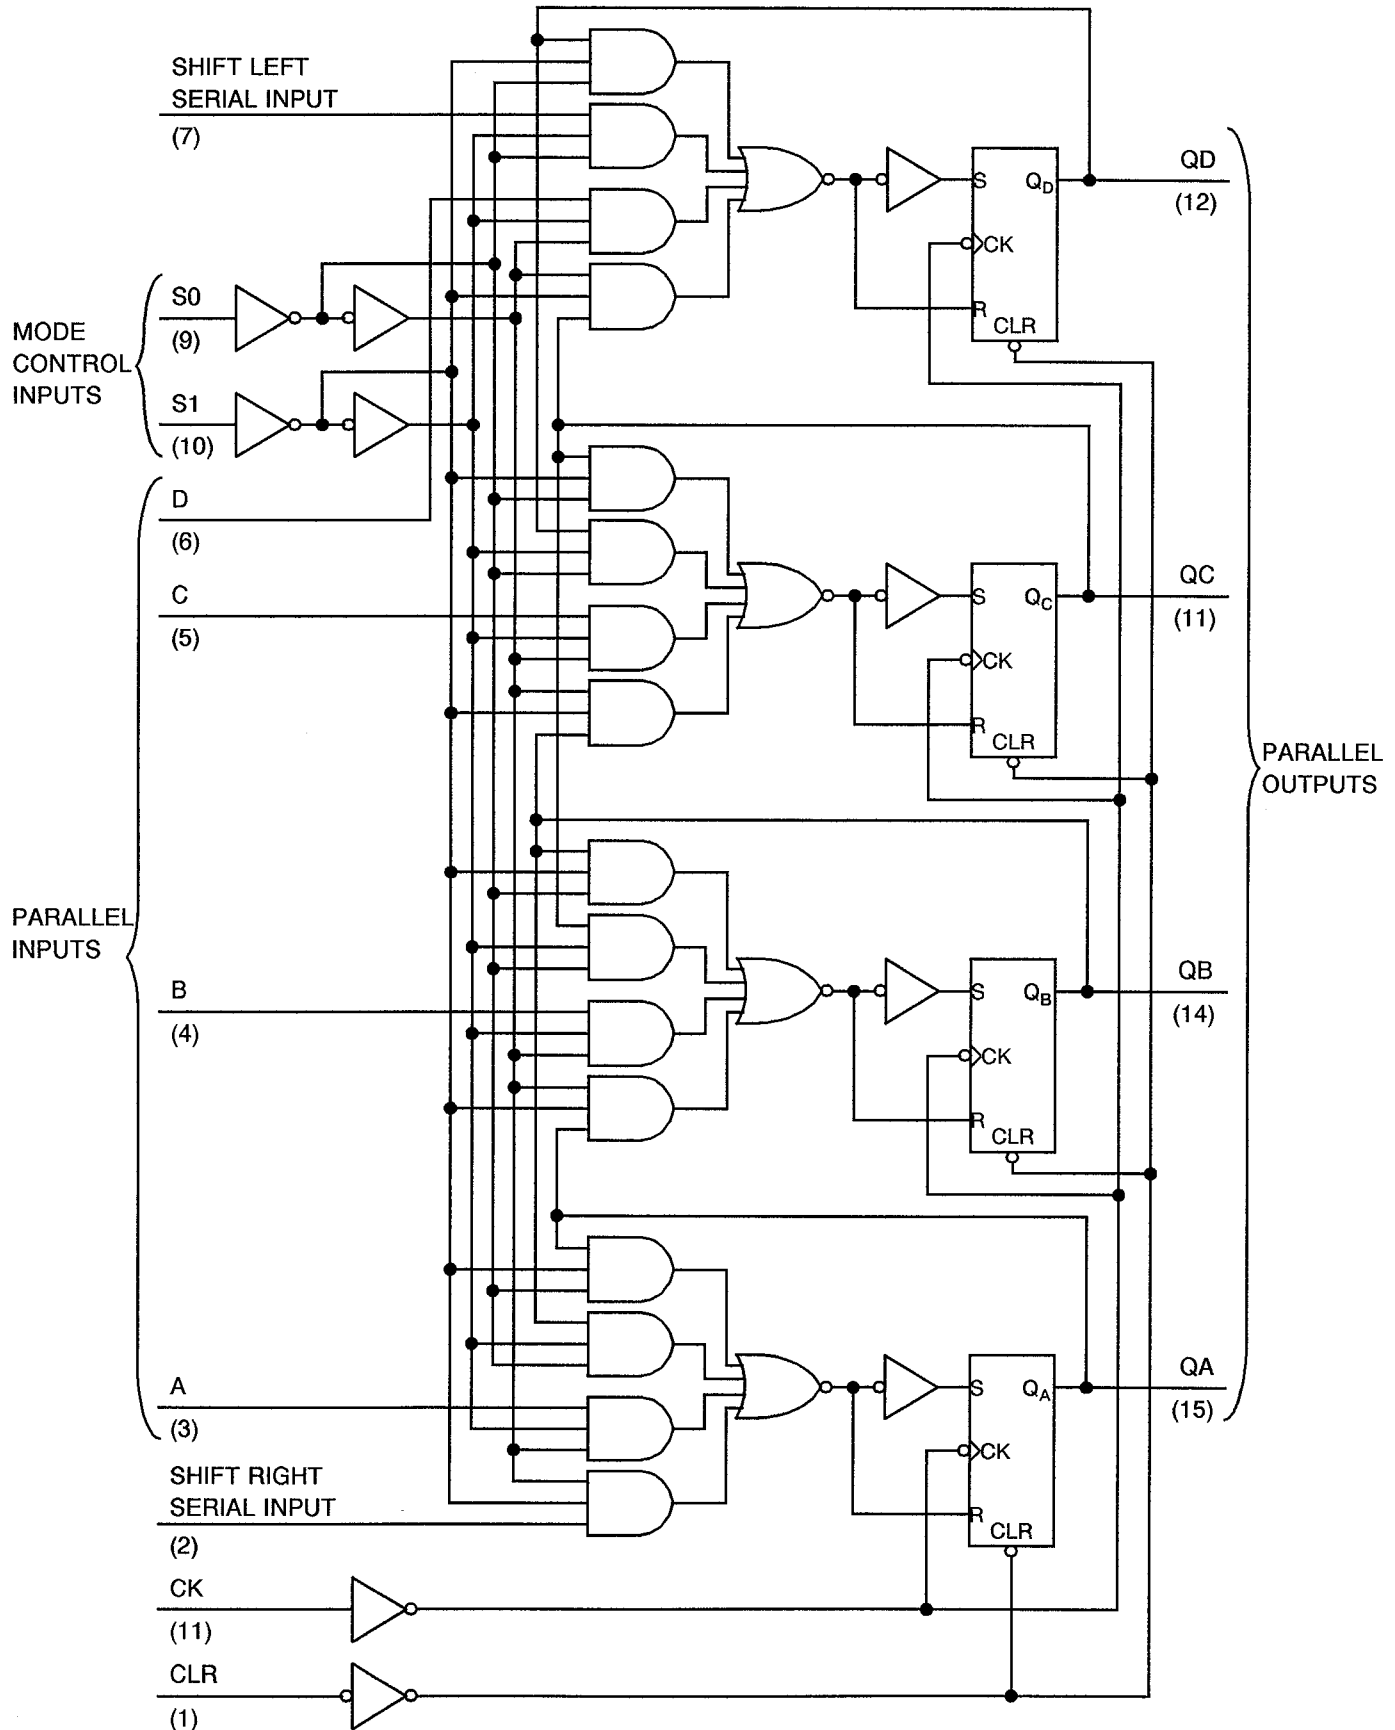 SHIFT LEFT
SERIAL INPUT
(7)
S QD QD
(12)
CK
S0
MODE
CONTROL
INPUTS
(9)
R
CLR
S1
(10)
D
(6)
C
(5)
S QC QC
(11)
CK
R
CLR
PARALLEL
OUTPUTS
PARALLEL
INPUTS
B
(4)
S QB QB
(14)
CK
R
CLR
A
(3)
S QA QA
(15)
CK
SHIFT RIGHT
SERIAL INPUT
(2)
R
CLR
CK
(11)
CLR
(1)